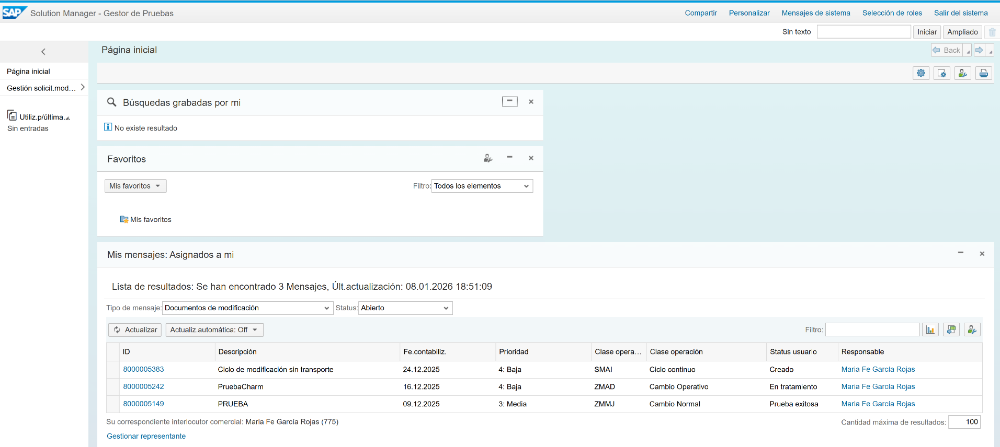 SAP Solution Manager - Gestor de Pruebas Compartir Personalizar Mensajes de sistema Selección de roles Salir del sistema
Sin texto Iniciar Ampliado
Página inicial Back
Página inicial
Gestión solicit.mod...
Utiliz.p/última...
Sin entradas
Búsquedas grabadas por mi
No existe resultado
Favoritos
Mis favoritos Filtro: Todos los elementos
Mis favoritos
Mis mensajes: Asignados a mi
Lista de resultados: Se han encontrado 3 Mensajes, Últ.actualización: 08.01.2026 18:51:09
Tipo de mensaje: Documentos de modificación Status: Abierto
Actualizar Actualiz.automática: Off Filtro:
ID Descripción Fe.contabiliz. Prioridad Clase opera... Clase operación Status usuario Responsable
8000005383 Ciclo de modificación sin transporte 24.12.2025 4: Baja SMAI Ciclo continuo Creado Maria Fe García Rojas
8000005242 PruebaCharm 16.12.2025 4: Baja ZMAD Cambio Operativo En tratamiento Maria Fe García Rojas
8000005149 PRUEBA 09.12.2025 3: Media ZMMJ Cambio Normal Prueba exitosa Maria Fe García Rojas
Su correspondiente interlocutor comercial: Maria Fe García Rojas (775) Cantidad máxima de resultados: 100
Gestionar representante